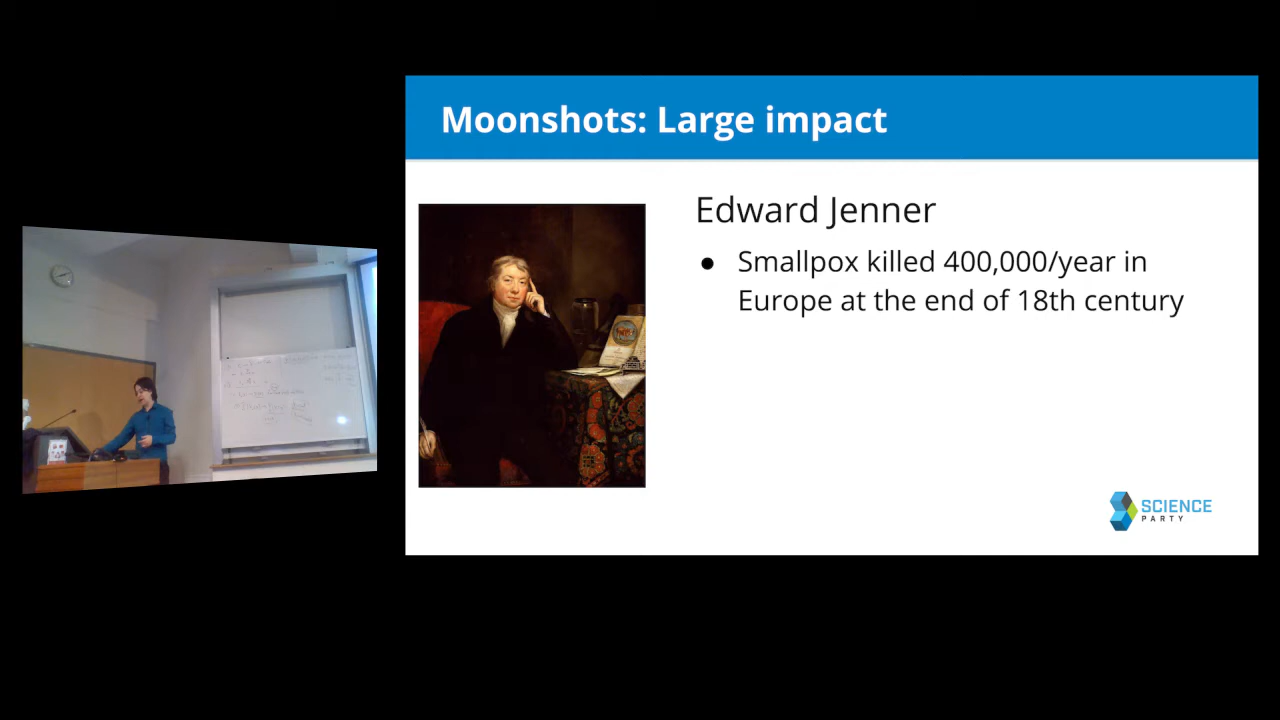 Moonshots: Large impact
Edward Jenner
● Smallpox killed 400,000/year in
Europe at the end of 18th century
SCIENCE
PARTY